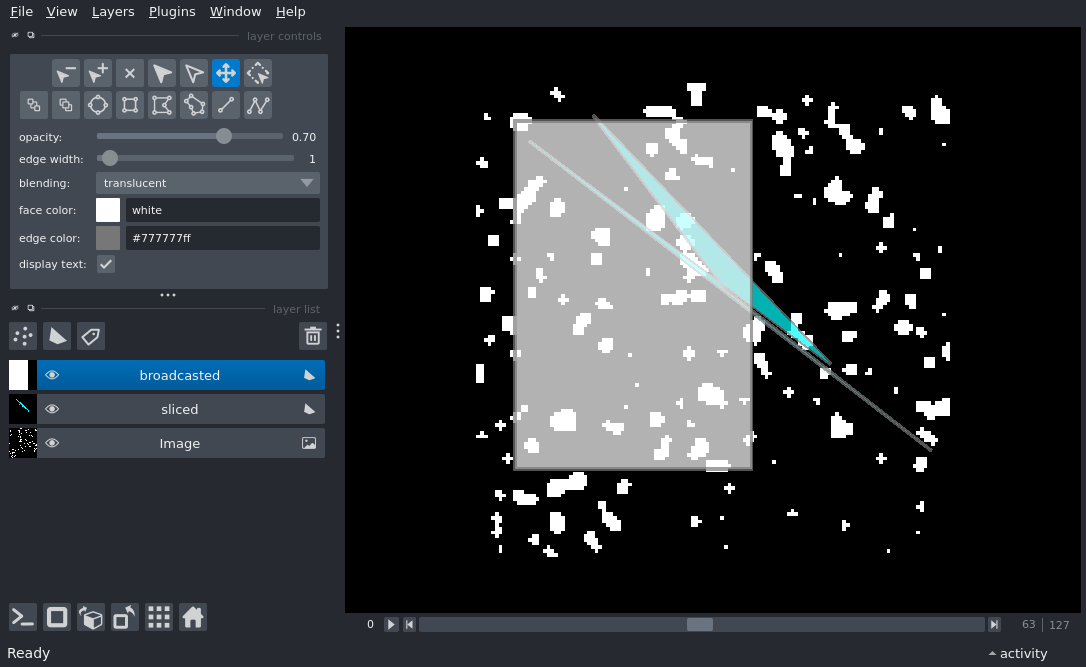 File View Layers Plugins Window Help
layer controls
opacity: 0.70
edge width: 1
blending: translucent
face color: white
edge color: #777777ff
display text:
layer list
broadcasted
sliced
Image
0 63 127
Ready activity